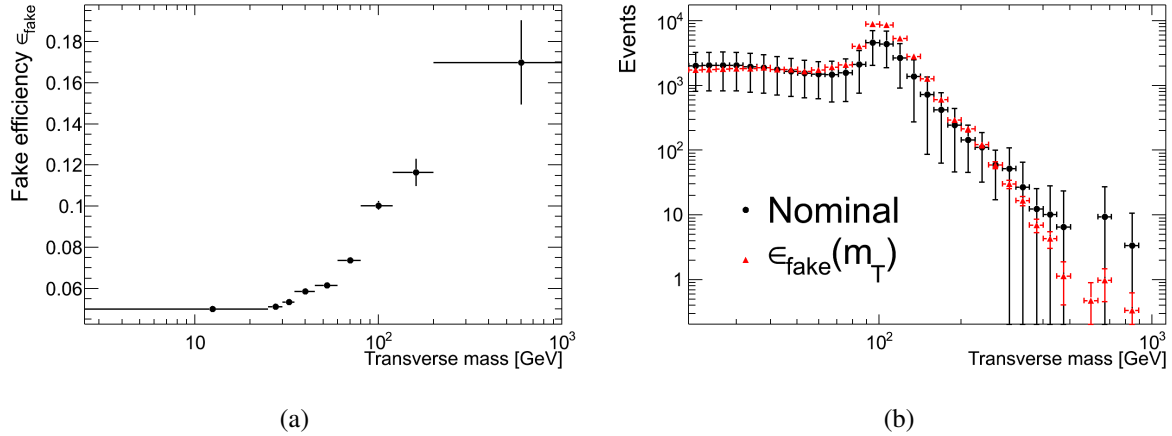 Fake efficiency ϵ_fake
0.18
0.16
0.14
0.12
0.1
0.08
0.06
10
10²
10³
Transverse mass [GeV]
(a)
Events
10⁴
10³
10²
10
1
Nominal
ϵ_fake(m_T)
10²
10³
Transverse mass [GeV]
(b)